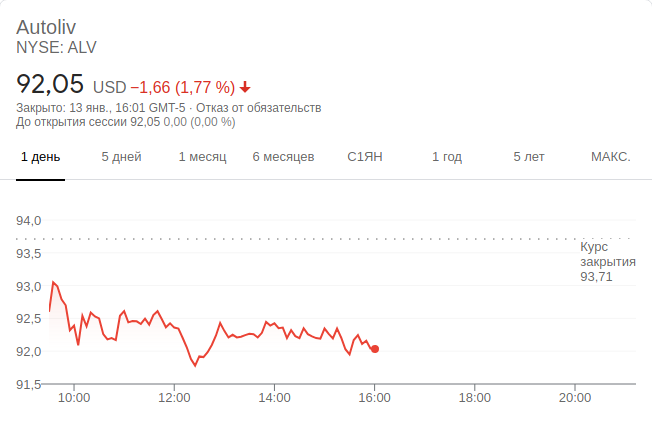 Autoliv
NYSE: ALV
92,05 USD −1,66 (1,77 %)
Закрыто: 13 янв., 16:01 GMT-5 · Отказ от обязательств
До открытия сессии 92,05 0,00 (0,00 %)
1 день 5 дней 1 месяц 6 месяцев С1ЯН 1 год 5 лет МАКС.
94,0
Курс
93,5
закрытия
93,71
93,0
92,5
92,0
91,5
10:00 12:00 14:00 16:00 18:00 20:00